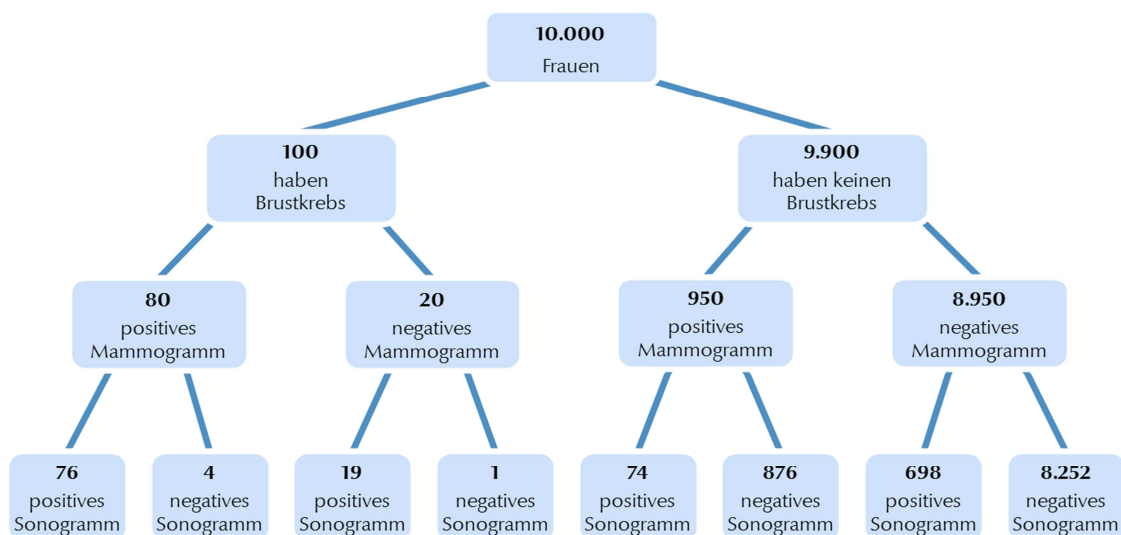 10.000
Frauen
100
haben
Brustkrebs
9.900
haben keinen
Brustkrebs
80
positives
Mammogramm
20
negatives
Mammogramm
950
positives
Mammogramm
8.950
negatives
Mammogramm
76
positives
Sonogramm
4
negatives
Sonogramm
19
positives
Sonogramm
1
negatives
Sonogramm
74
positives
Sonogramm
876
negatives
Sonogramm
698
positives
Sonogramm
8.252
negatives
Sonogramm